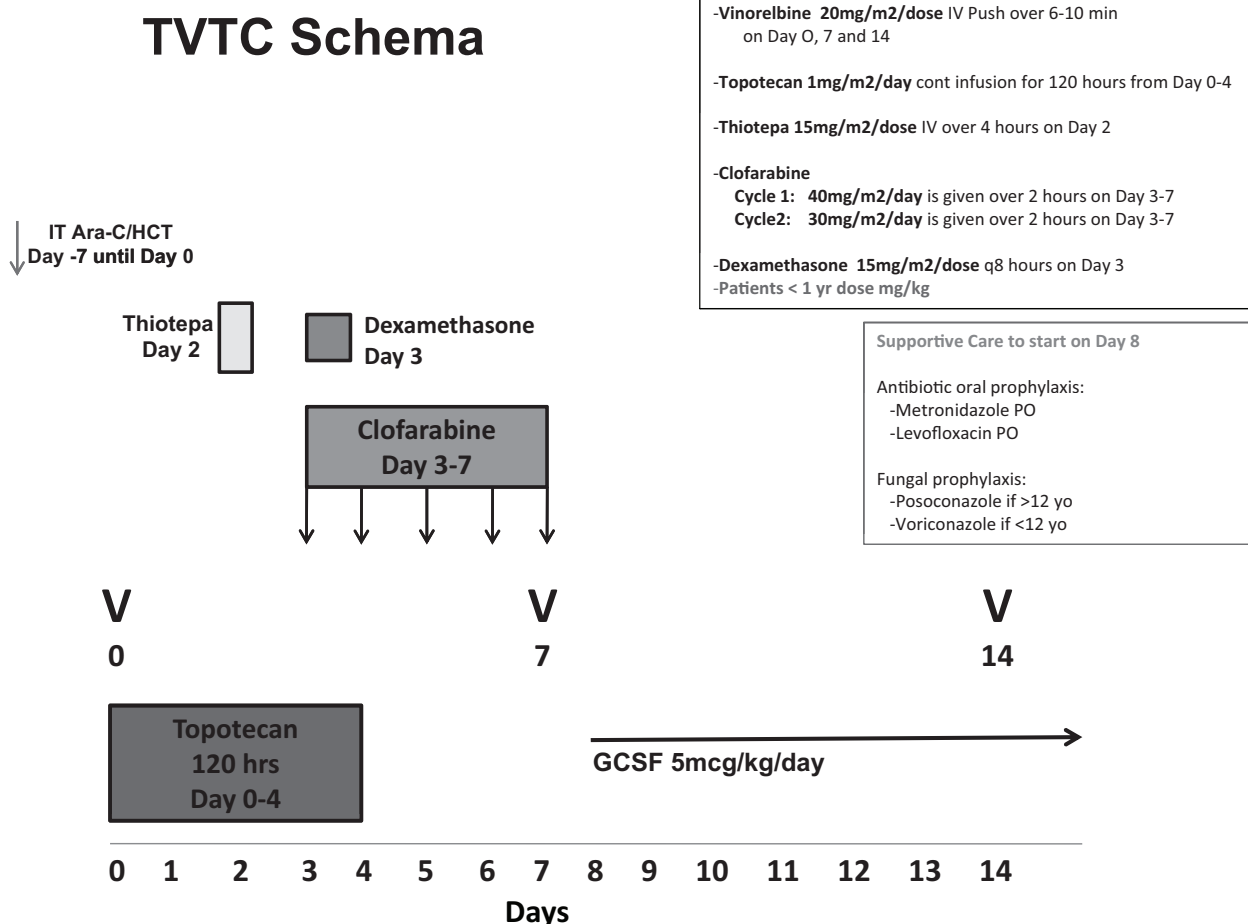 TVTC Schema
-Vinorelbine 20mg/m2/dose IV Push over 6-10 min
on Day O, 7 and 14
-Topotecan 1mg/m2/day cont infusion for 120 hours from Day 0-4
-Thiotepa 15mg/m2/dose IV over 4 hours on Day 2
-Clofarabine
Cycle 1: 40mg/m2/day is given over 2 hours on Day 3-7
Cycle2: 30mg/m2/day is given over 2 hours on Day 3-7
-Dexamethasone 15mg/m2/dose q8 hours on Day 3
-Patients < 1 yr dose mg/kg
IT Ara-C/HCT
Day -7 until Day 0
Thiotepa
Day 2
Dexamethasone
Day 3
Clofarabine
Day 3-7
Supportive Care to start on Day 8
Antibiotic oral prophylaxis:
-Metronidazole PO
-Levofloxacin PO
Fungal prophylaxis:
-Posoconazole if >12 yo
-Voriconazole if <12 yo
V V V
0 7 14
Topotecan
120 hrs
Day 0-4
GCSF 5mcg/kg/day
0 1 2 3 4 5 6 7 8 9 10 11 12 13 14
Days